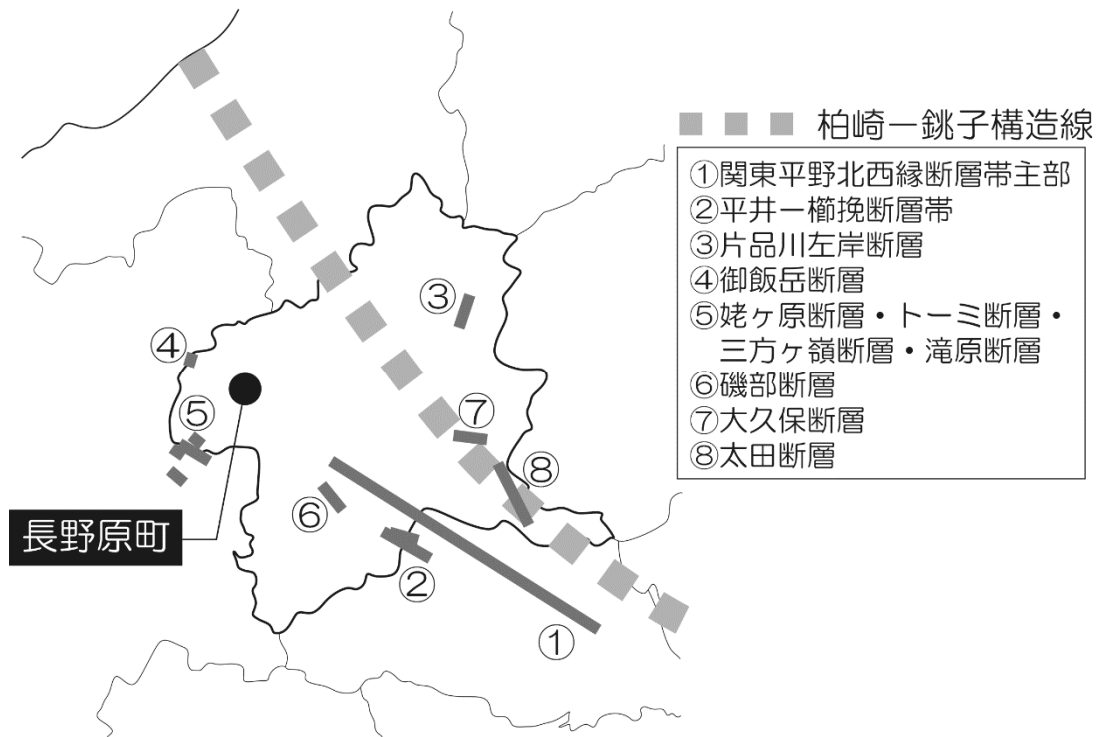 柏崎ー銚子構造線
①関東平野北西縁断層帯主部
②平井ー櫛挽断層帯
③片品川左岸断層
④御飯岳断層
⑤姥ヶ原断層・トーミ断層・
三方ヶ嶺断層・滝原断層
⑥磯部断層
⑦大久保断層
⑧太田断層
③
④
⑤
⑦
⑧
⑥
長野原町
②
①